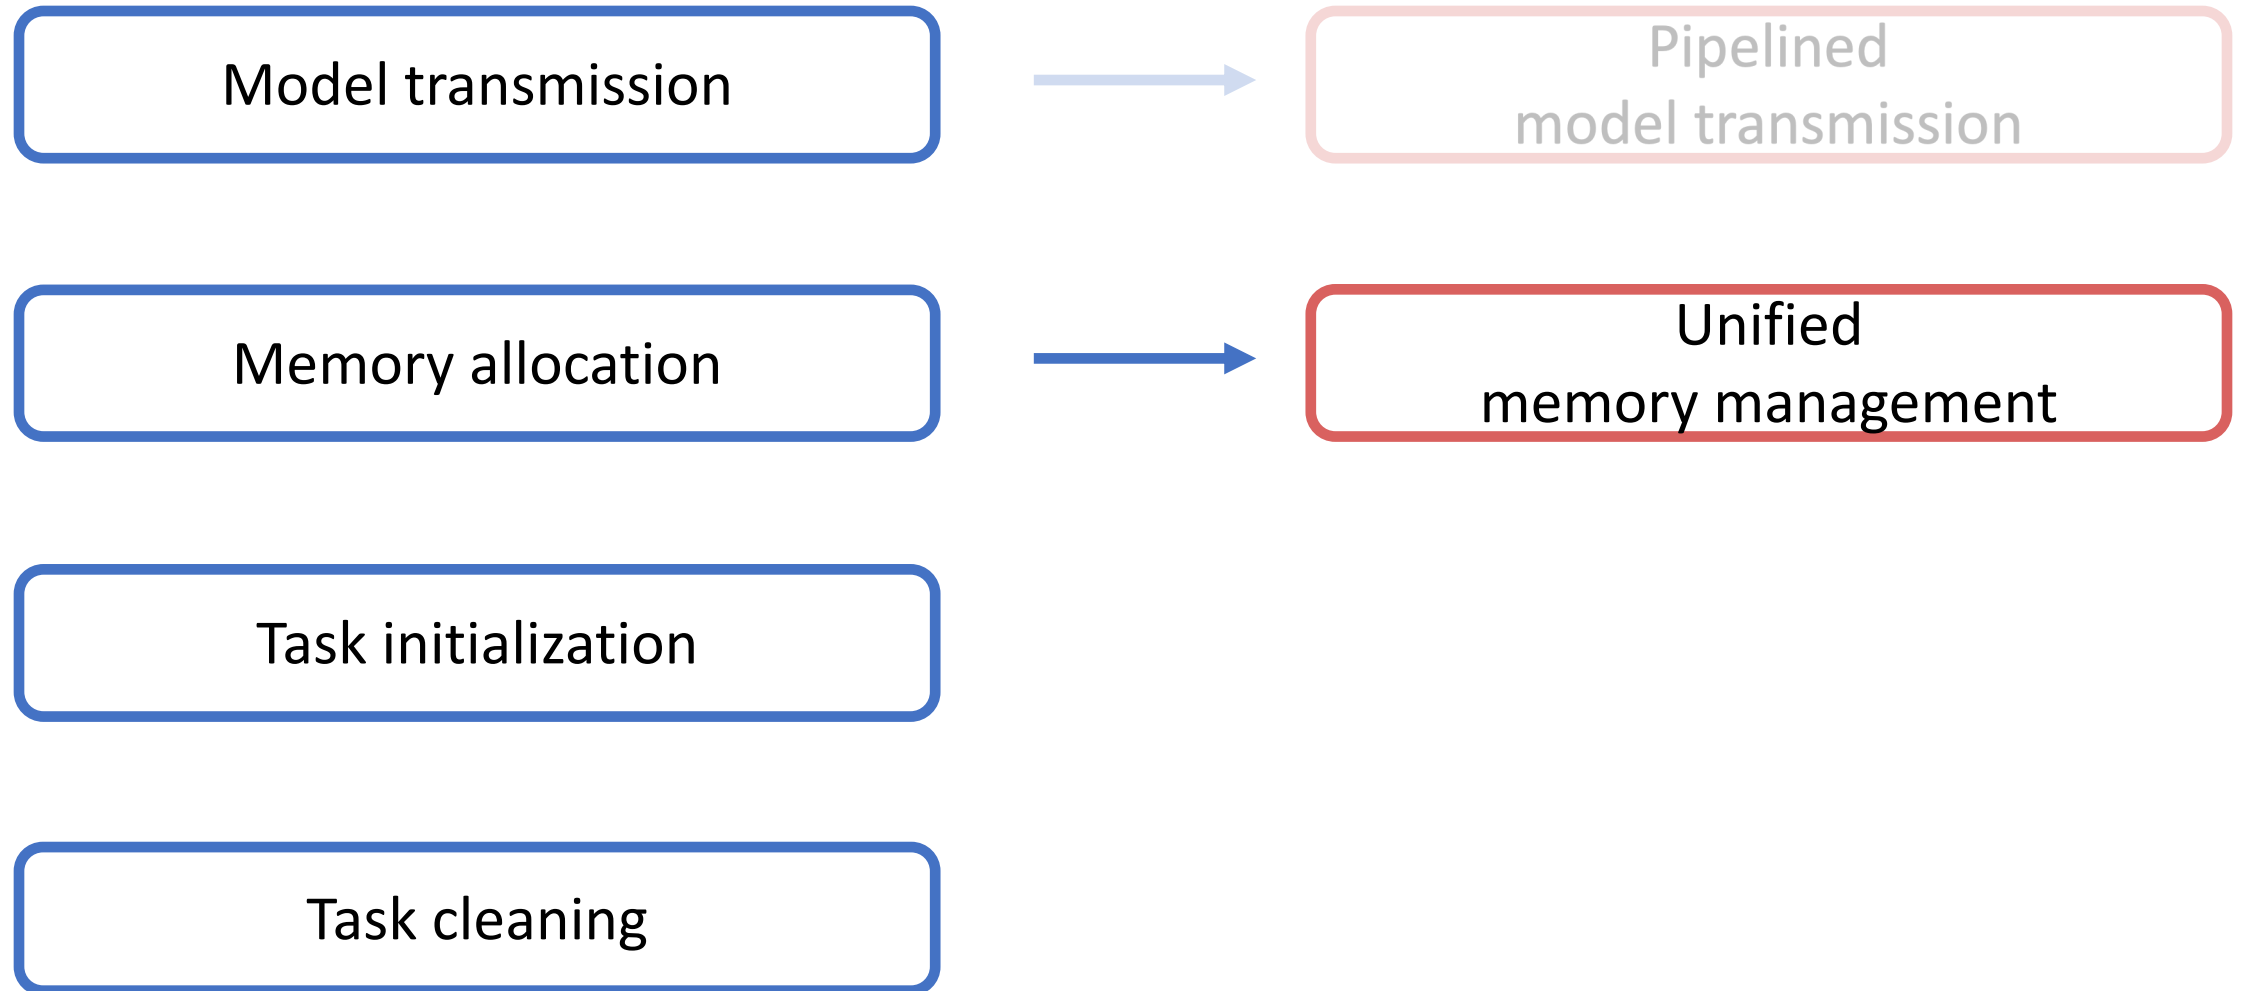 Model transmission
Pipelined
model transmission
Memory allocation
Unified
memory management
Task initialization
Task cleaning